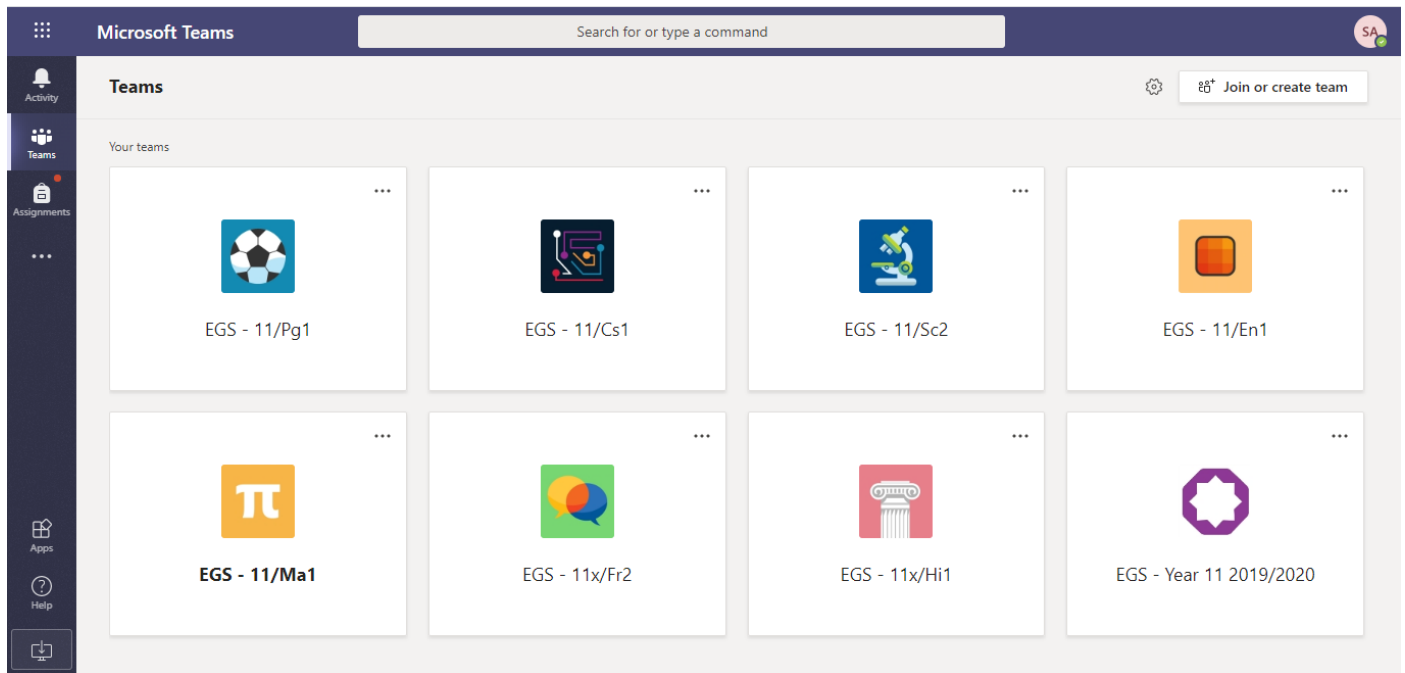 Microsoft Teams
Search for or type a command
SA
Activity
Teams
Assignments
Apps
Help
Teams
Join or create team
Your teams
EGS - 11/Pg1
EGS - 11/Cs1
EGS - 11/Sc2
EGS - 11/En1
π
EGS - 11/Ma1
EGS - 11x/Fr2
EGS - 11x/Hi1
EGS - Year 11 2019/2020